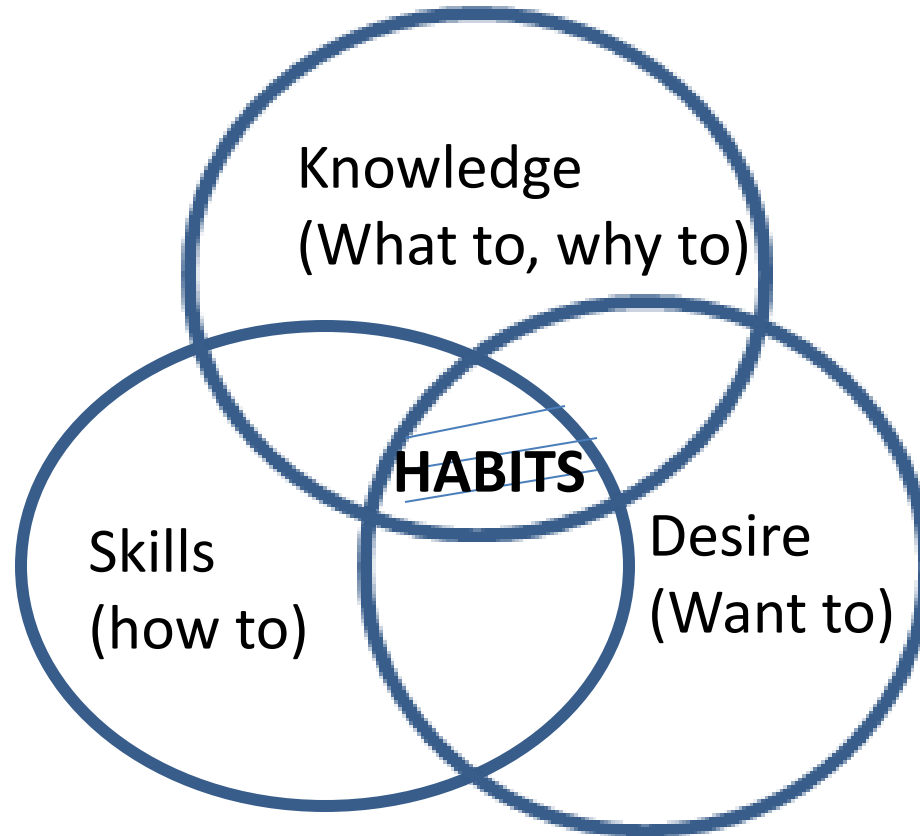 Knowledge
(What to, why to)
HABITS
Skills
(how to)
Desire
(Want to)